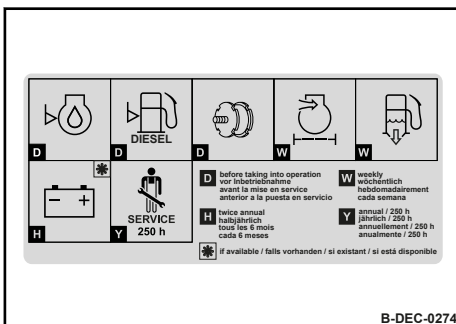 DIESEL
D
D
D
W
W
SERVICE
250 h
H
Y
D before taking into operation
vor Inbetriebnahme
avant la mise en service
anterior a la puesta en servicio
W weekly
wöchentlich
hebdomadairement
cada semana
H twice annual
halbjährlich
tous les 6 mois
cada 6 meses
Y annual / 250 h
jährlich / 250 h
annuellement / 250 h
anualmente / 250 h
if available / falls vorhanden / si existant / si está disponible
B-DEC-0274